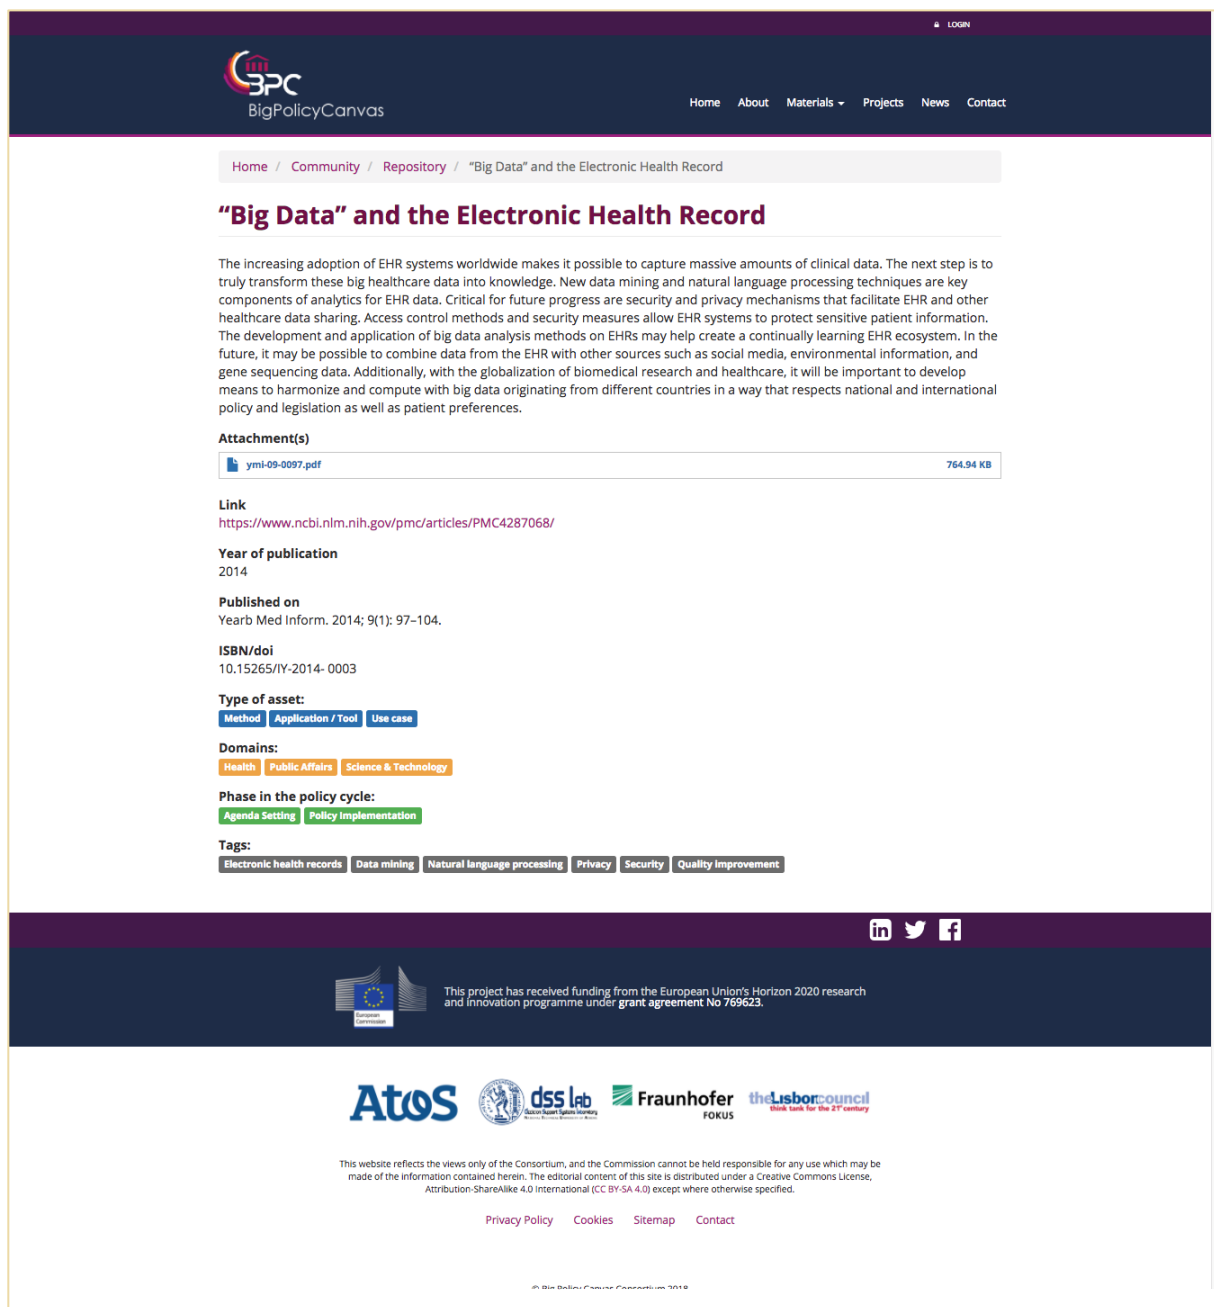 LOGIN
BPC
BigPolicyCanvas
Home About Materials Projects News Contact
Home / Community / Repository / “Big Data” and the Electronic Health Record
“Big Data” and the Electronic Health Record
The increasing adoption of EHR systems worldwide makes it possible to capture massive amounts of clinical data. The next step is to
truly transform these big healthcare data into knowledge. New data mining and natural language processing techniques are key
components of analytics for EHR data. Critical for future progress are security and privacy mechanisms that facilitate EHR and other
healthcare data sharing. Access control methods and security measures allow EHR systems to protect sensitive patient information.
The development and application of big data analysis methods on EHRs may help create a continually learning EHR ecosystem. In the
future, it may be possible to combine data from the EHR with other sources such as social media, environmental information, and
gene sequencing data. Additionally, with the globalization of biomedical research and healthcare, it will be important to develop
means to harmonize and compute with big data originating from different countries in a way that respects national and international
policy and legislation as well as patient preferences.
Attachment(s)
ymi-09-0097.pdf 764.94 KB
Link
https://www.ncbi.nlm.nih.gov/pmc/articles/PMC4287068/
Year of publication
2014
Published on
Yearb Med Inform. 2014; 9(1): 97–104.
ISBN/doi
10.15265/IY-2014- 0003
Type of asset:
Method Application / Tool Use case
Domains:
Health Public Affairs Science & Technology
Phase in the policy cycle:
Agenda Setting Policy Implementation
Tags:
Electronic health records Data mining Natural language processing Privacy Security Quality improvement
in
This project has received funding from the European Union’s Horizon 2020 research
and innovation programme under grant agreement No 769623.
European
Commission
Atos dss lab Fraunhofer theLisboncouncil
FOKUS think tank for the 21st century
This website reflects the views only of the Consortium, and the Commission cannot be held responsible for any use which may be
made of the information contained herein. The editorial content of this site is distributed under a Creative Commons License,
Attribution-ShareAlike 4.0 International (CC BY-SA 4.0) except where otherwise specified.
Privacy Policy Cookies Sitemap Contact
© Big Policy Canvas Consortium 2018